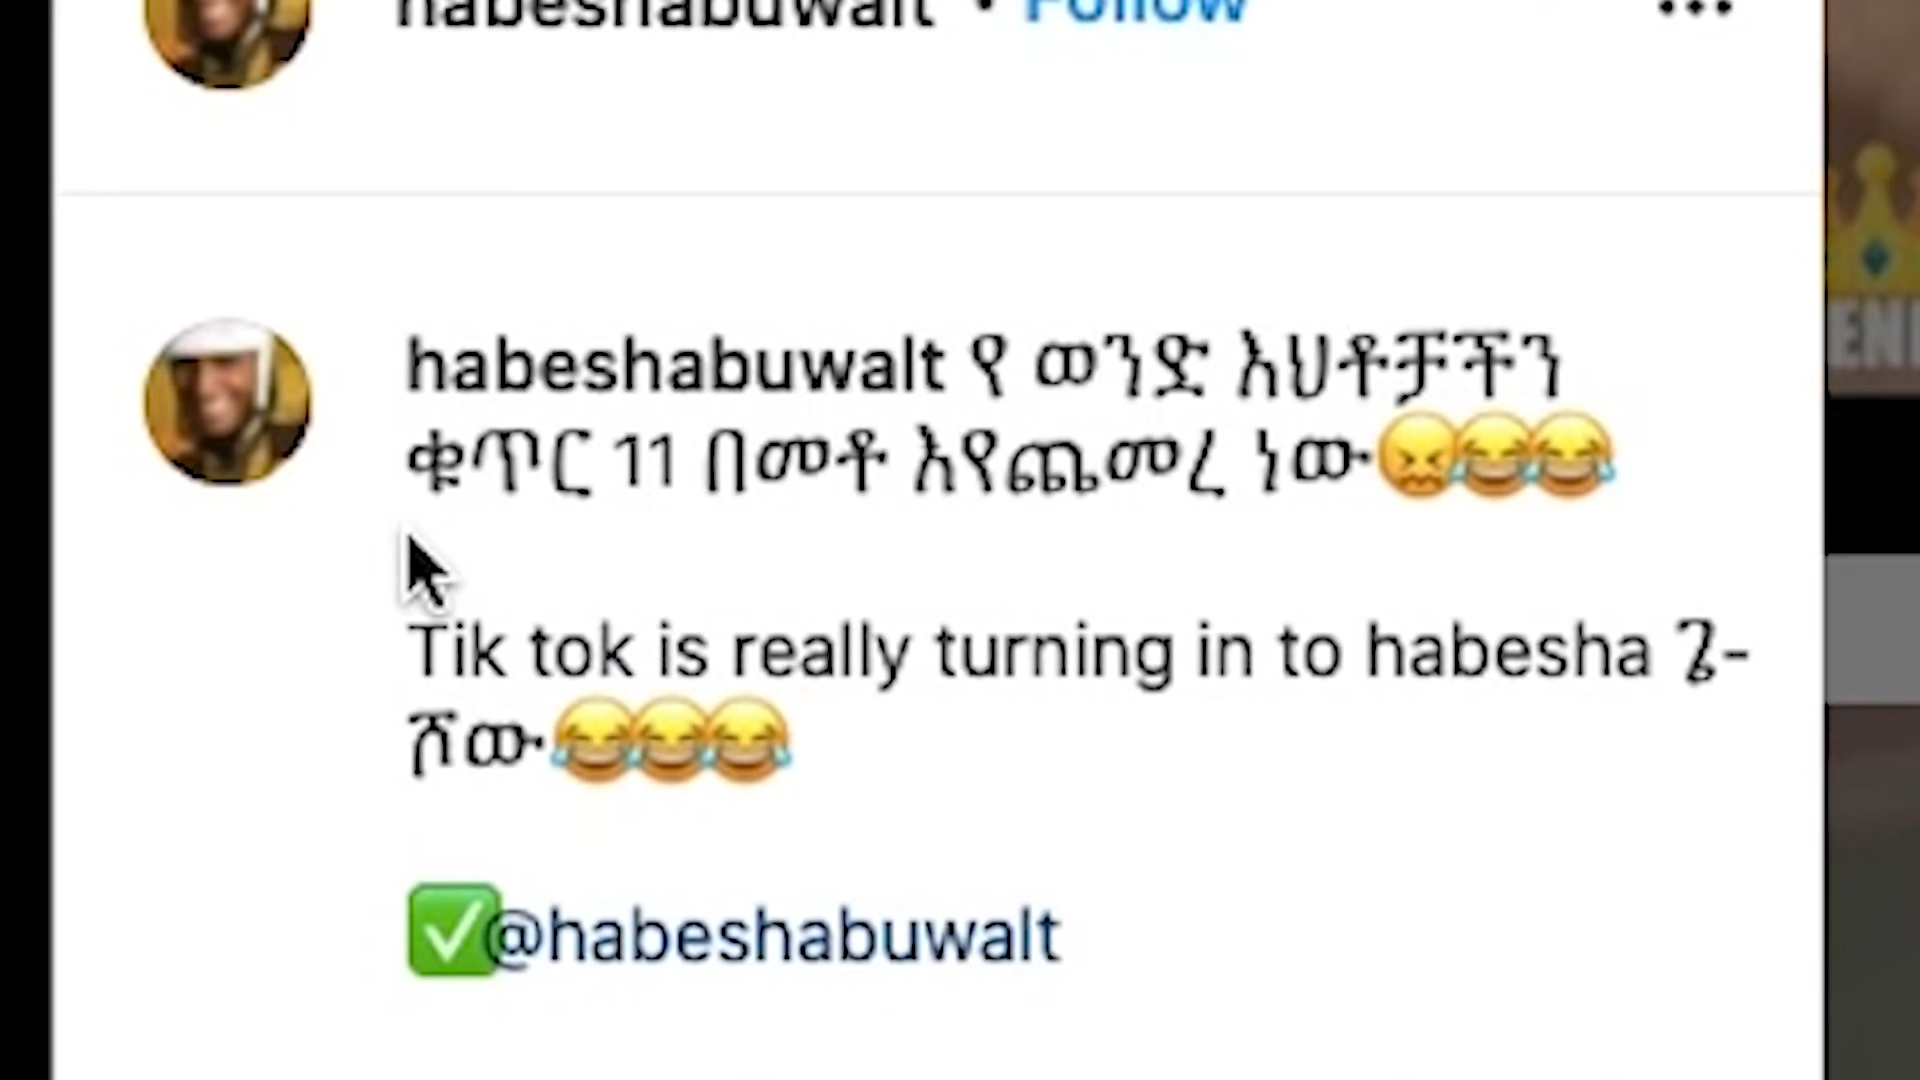 habeshabuwalt • Follow
habeshabuwalt የ ወንድ እህቶቻችን
ቁጥር 11 በመቶ እየጨመረ ነው😖😂😂
Tik tok is really turning in to habesha ጌ-
ሾው😂😂😂
✅@habeshabuwalt